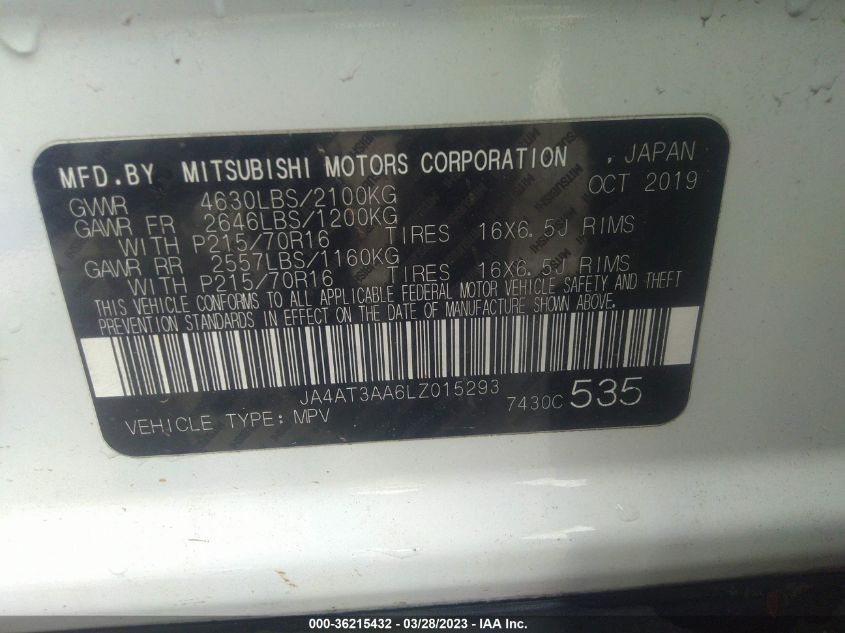 MFD.BY MITSUBISHI MOTORS CORPORATION , JAPAN
GVWR 4630LBS/2100KG OCT 2019
GAWR FR 2646LBS/1200KG
WITH P215/70R16 TIRES 16X6.5J RIMS
GAWR RR 2557LBS/1160KG
WITH P215/70R16 TIRES 16X6.5J RIMS
THIS VEHICLE CONFORMS TO ALL APPLICABLE FEDERAL MOTOR VEHICLE SAFETY AND THEFT
PREVENTION STANDARDS IN EFFECT ON THE DATE OF MANUFACTURE SHOWN ABOVE.
JA4AT3AA6LZ015293
VEHICLE TYPE: MPV 7430C 535
000-36215432 - 03/28/2023 - IAA Inc.